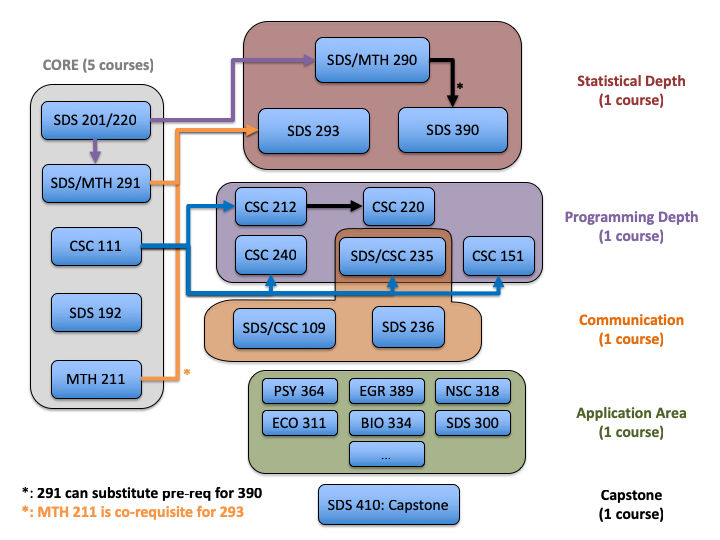 CORE (5 courses)
SDS 201/220
SDS/MTH 291
CSC 111
SDS 192
MTH 211
SDS/MTH 290
*
SDS 293
SDS 390
Statistical Depth
(1 course)
CSC 212
CSC 220
CSC 240
SDS/CSC 235
CSC 151
Programming Depth
(1 course)
SDS/CSC 109
SDS 236
Communication
(1 course)
*
PSY 364
EGR 389
NSC 318
ECO 311
BIO 334
SDS 300
...
Application Area
(1 course)
*: 291 can substitute pre-req for 390
*: MTH 211 is co-requisite for 293
SDS 410: Capstone
Capstone
(1 course)